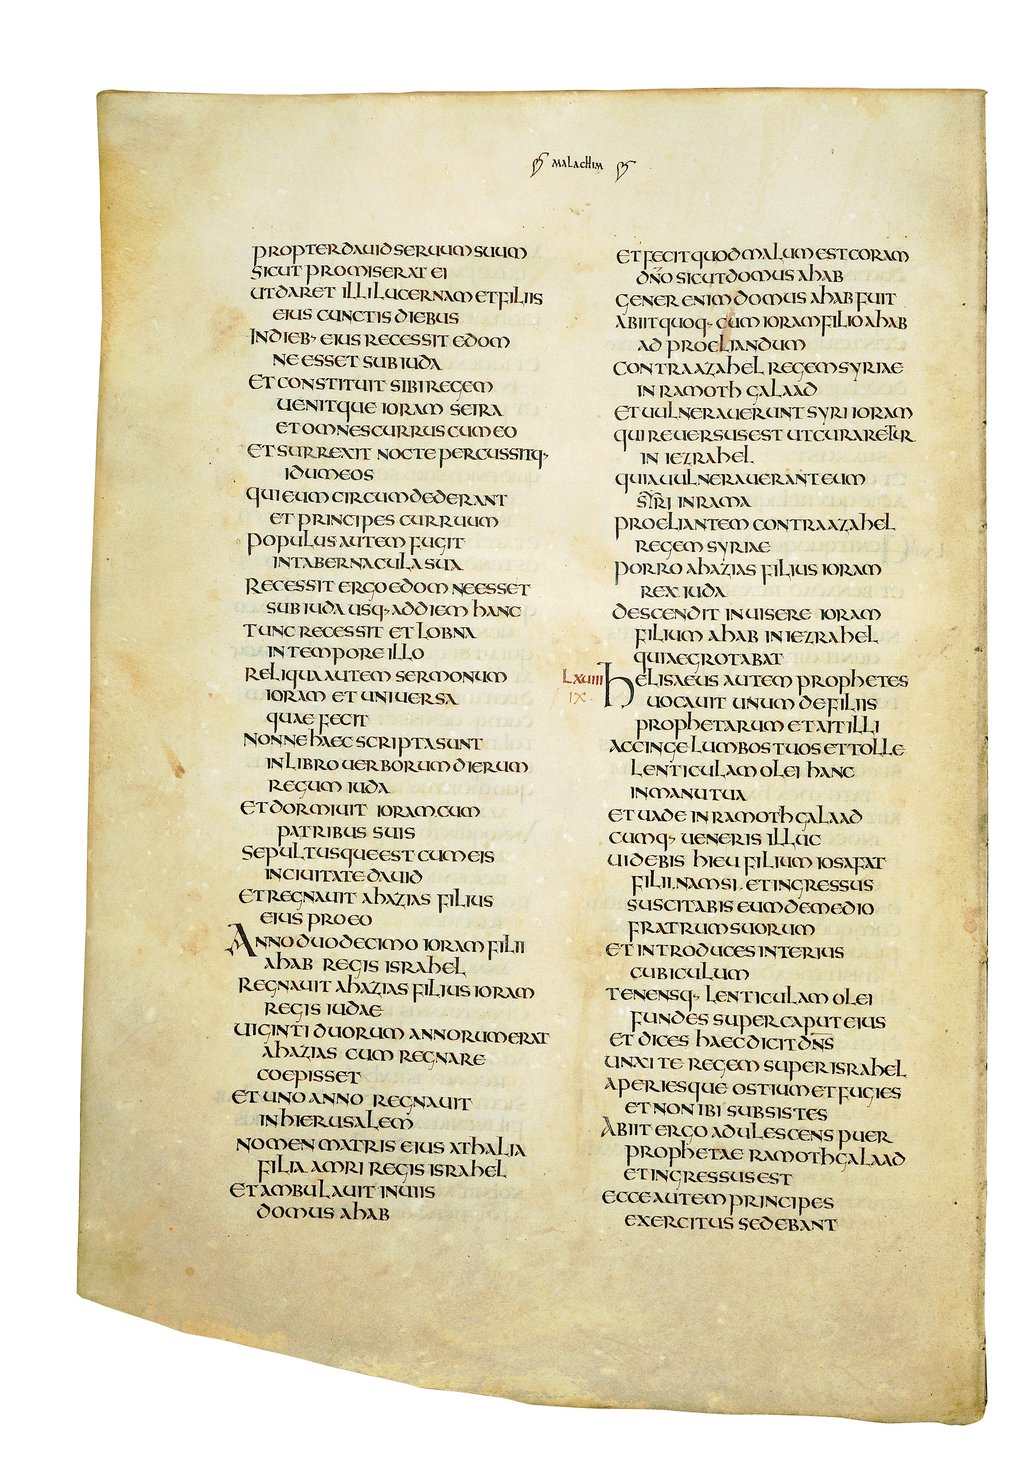 MALACHIM
PROPTER DAUID SERUUM SUUM
SICUT PROMISERAT EI
UT DARET ILLI LUCERNAM ET FILIIS
EIUS CUNCTIS DIEBUS
IN DIEB· EIUS RECESSIT EDOM
NE ESSET SUB IUDA
ET CONSTITUIT SIBI REGEM
UENITQUE IORAM SEIRA
ET OMNES CURRUS CUM EO
ET SURREXIT NOCTE PERCUSSITQ·
IDUMEOS
QUI EUM CIRCUMDEDERANT
ET PRINCIPES CURRUUM
POPULUS AUTEM FUGIT
IN TABERNACULA SUA
RECESSIT ERGO EDOM NE ESSET
SUB IUDA USQ· AD DIEM HANC
TUNC RECESSIT ET LOBNA
IN TEMPORE ILLO
RELIQUA AUTEM SERMONUM
IORAM ET UNIUERSA
QUAE FECIT
NONNE HAEC SCRIPTA SUNT
IN LIBRO UERBORUM DIERUM
REGUM IUDA
ET DORMIUIT IORAM CUM
PATRIBUS SUIS
SEPULTUSQUE EST CUM EIS
IN CIUITATE DAUID
ET REGNAUIT AHAZIAS FILIUS
EIUS PRO EO
ANNO DUODECIMO IORAM FILII
AHAB REGIS ISRAHEL
REGNAUIT AHAZIAS FILIUS IORAM
REGIS IUDAE
UIGINTI DUORUM ANNORUM ERAT
AHAZIAS CUM REGNARE
COEPISSET
ET UNO ANNO REGNAUIT
IN HIERUSALEM
NOMEN MATRIS EIUS ATHALIA
FILIA AMRI REGIS ISRAHEL
ET AMBULAUIT IN UIIS
DOMUS AHAB
ET FECIT QUOD MALUM EST CORAM
DN̄O SICUT DOMUS AHAB
GENER ENIM DOMUS AHAB FUIT
ABIIT QUOQ· CUM IORAM FILIO AHAB
AD PROELIANDUM
CONTRA AZAHEL REGEM SYRIAE
IN RAMOTH GALAAD
ET UULNERAUERUNT SYRI IORAM
QUI REUERSUS EST UT CURARETUR
IN IEZRAHEL
QUIA UULNERAUERANT EUM
SYRI IN RAMA
PROELIANTEM CONTRA AZAHEL
REGEM SYRIAE
PORRO AHAZIAS FILIUS IORAM
REX IUDA
DESCENDIT INUISERE IORAM
FILIUM AHAB IN IEZRAHEL
QUIA EGROTABAT
LXVIIII HELISAEUS AUTEM PROPHETES
IX· UOCAUIT UNUM DE FILIIS
PROPHETARUM ET AIT ILLI
ACCINGE LUMBOS TUOS ET TOLLE
LENTICULAM OLEI HANC
IN MANU TUA
ET UADE IN RAMOTH GALAAD
CUMQ· UENERIS ILLUC
UIDEBIS HIEU FILIUM IOSAFAT
FILII NAMSI · ET INGRESSUS
SUSCITABIS EUM DE MEDIO
FRATRUM SUORUM
ET INTRODUCES INTERIUS
CUBICULUM
TENENSQ· LENTICULAM OLEI
FUNDES SUPER CAPUT EIUS
ET DICES HAEC DICIT DN̄S
UNXI TE REGEM SUPER ISRAHEL
APERIESQUE OSTIUM ET FUGIES
ET NON IBI SUBSISTES
ABIIT ERGO ADULESCENS PUER
PROPHETAE RAMOTH GALAAD
ET INGRESSUS EST
ECCE AUTEM PRINCIPES
EXERCITUS SEDEBANT